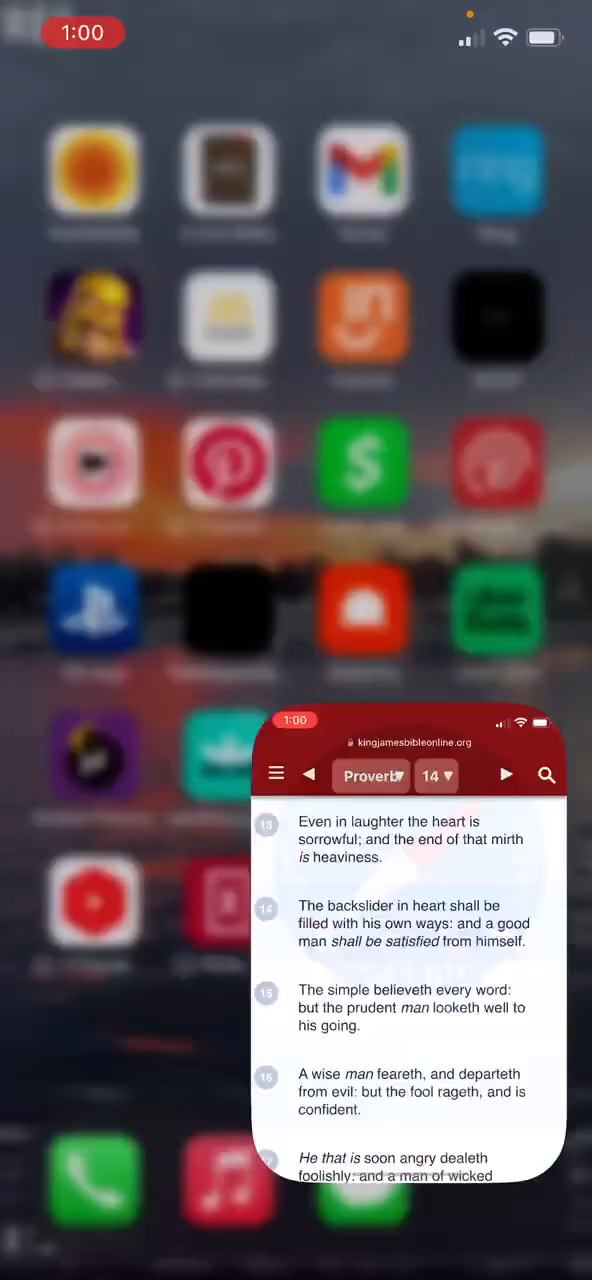 1:00
1:00
kingjamesbibleonline.org
Proverb 14
13 Even in laughter the heart is
sorrowful; and the end of that mirth
is heaviness.
14 The backslider in heart shall be
filled with his own ways: and a good
man shall be satisfied from himself.
15 The simple believeth every word:
but the prudent man looketh well to
his going.
16 A wise man feareth, and departeth
from evil: but the fool rageth, and is
confident.
He that is soon angry dealeth
foolishly: and a man of wicked